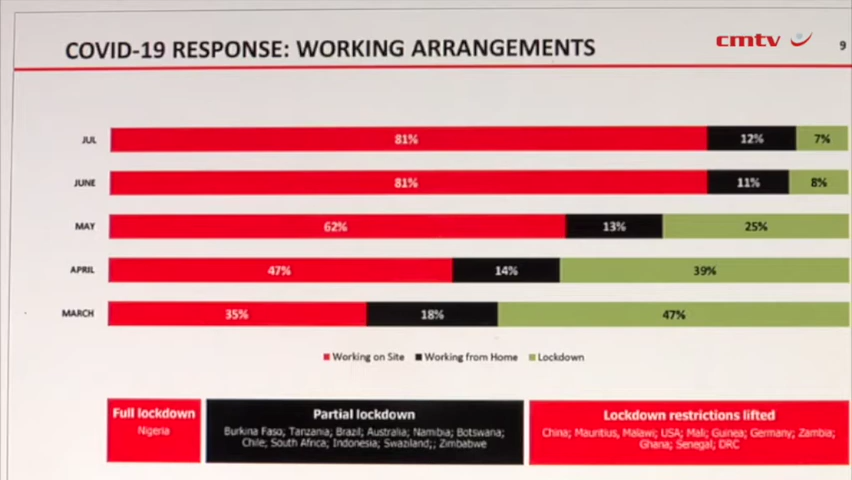 COVID-19 RESPONSE: WORKING ARRANGEMENTS
cmtv
9
JUL 81% 12% 7%
JUNE 81% 11% 8%
MAY 62% 13% 25%
APRIL 47% 14% 39%
MARCH 35% 18% 47%
Working on Site Working from Home Lockdown
Full lockdown
Nigeria
Partial lockdown
Burkina Faso; Tanzania; Brazil; Australia; Namibia; Botswana;
Chile; South Africa; Indonesia; Swaziland;; Zimbabwe
Lockdown restrictions lifted
China; Mauntius, Malawi; USA; Mali; Guinea; Germany; Zambia;
Ghana; Senegal; DRC